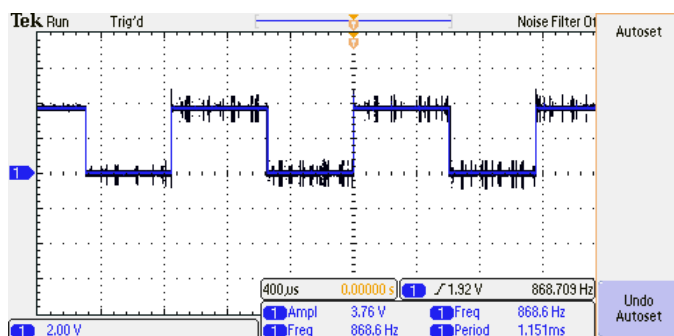 Tek Run Trig'd Noise Filter Of
Autoset
1
400µs 0.00000 s 1 1.92 V 868.709 Hz
1 Ampl 3.76 V 1 Freq 868.6 Hz
1 2.00 V 1 Freq 868.6 Hz 1 Period 1.151ms
Undo
Autoset